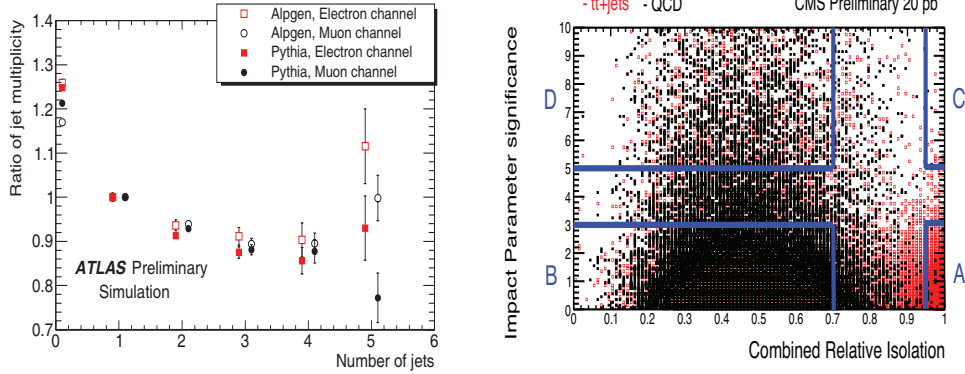 Alpgen, Electron channel
Alpgen, Muon channel
Pythia, Electron channel
Pythia, Muon channel
Ratio of jet multiplicity
1.4
1.3
1.2
1.1
1
0.9
0.8
0.7
ATLAS Preliminary
Simulation
0 1 2 3 4 5 6
Number of jets
- tt+jets - QCD CMS Preliminary 20 pb
Impact Parameter significance
10
9
8
7
6
5
4
3
2
1
0
D
C
B
A
0 0.1 0.2 0.3 0.4 0.5 0.6 0.7 0.8 0.9 1
Combined Relative Isolation